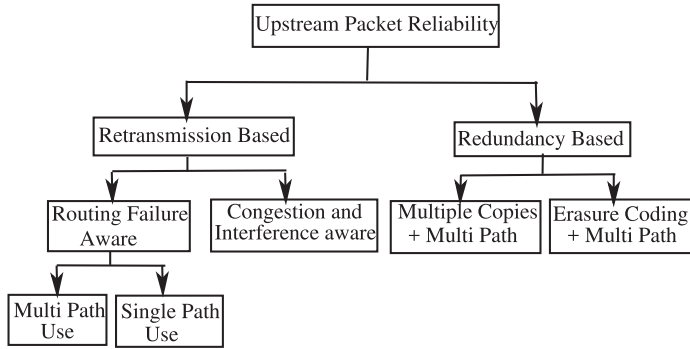 Upstream Packet Reliability
Retransmission Based
Redundancy Based
Routing Failure
Aware
Congestion and
Interference aware
Multiple Copies
+ Multi Path
Erasure Coding
+ Multi Path
Multi Path
Use
Single Path
Use